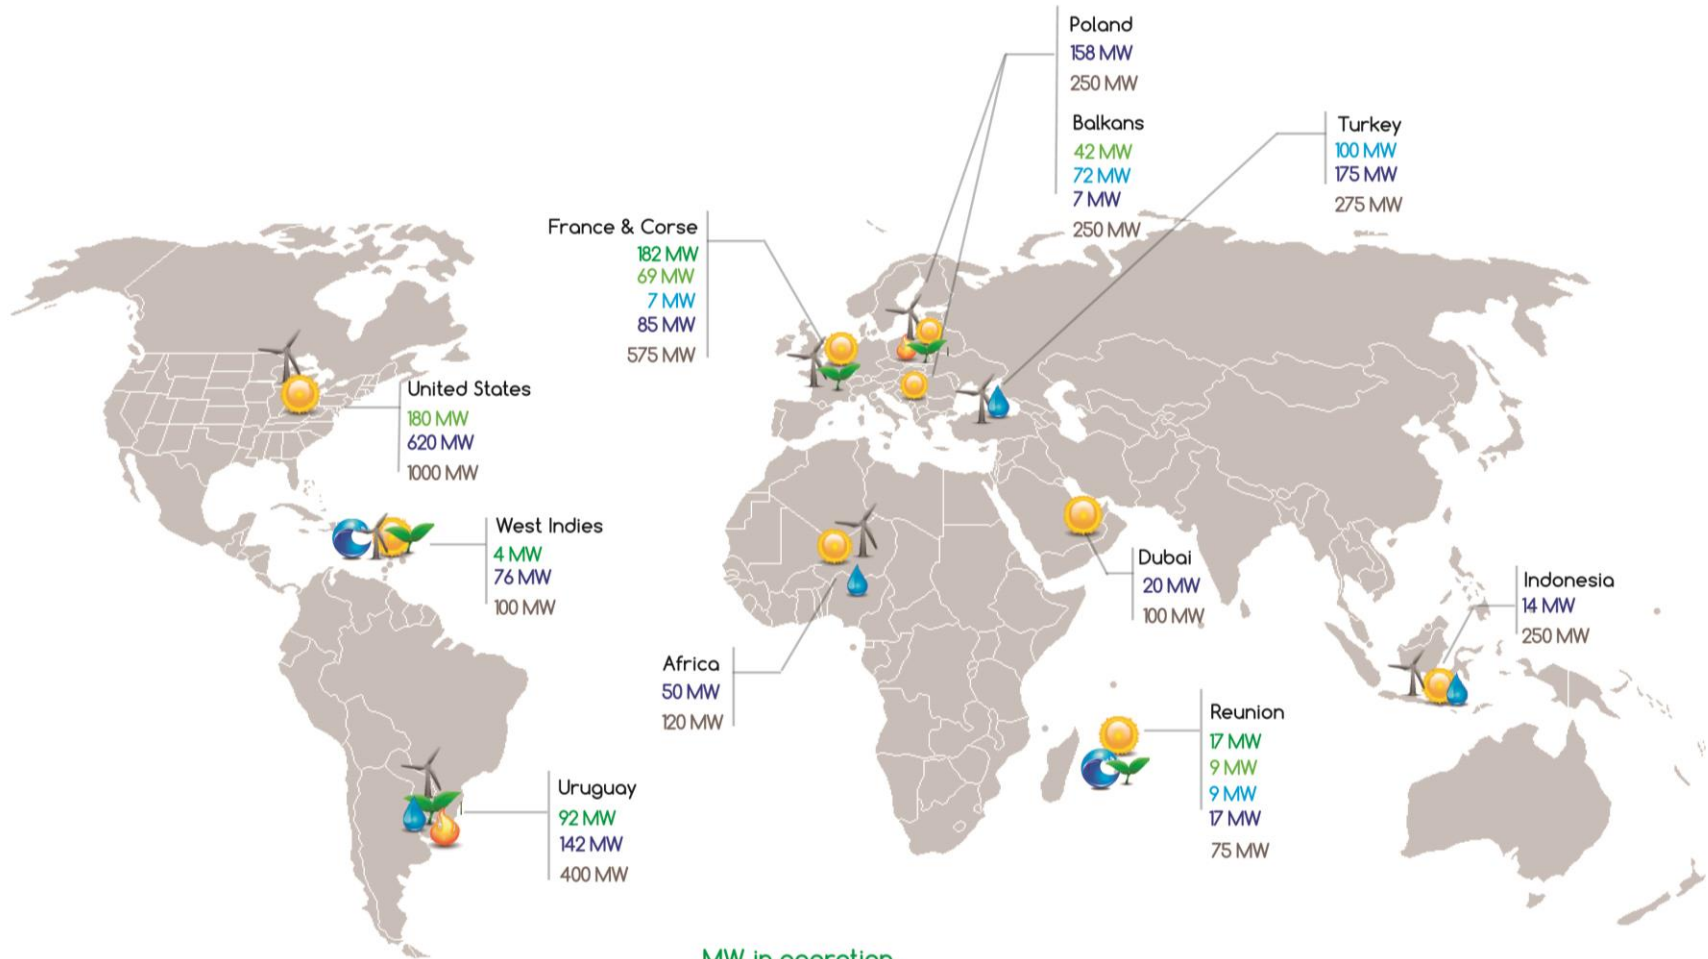 Poland
158 MW
250 MW
Balkans
42 MW
72 MW
7 MW
250 MW
Turkey
100 MW
175 MW
275 MW
France & Corse
182 MW
69 MW
7 MW
85 MW
575 MW
United States
180 MW
620 MW
1000 MW
West Indies
4 MW
76 MW
100 MW
Dubai
20 MW
100 MW
Indonesia
14 MW
250 MW
Africa
50 MW
120 MW
Reunion
17 MW
9 MW
9 MW
17 MW
75 MW
Uruguay
92 MW
142 MW
400 MW
MW in operation